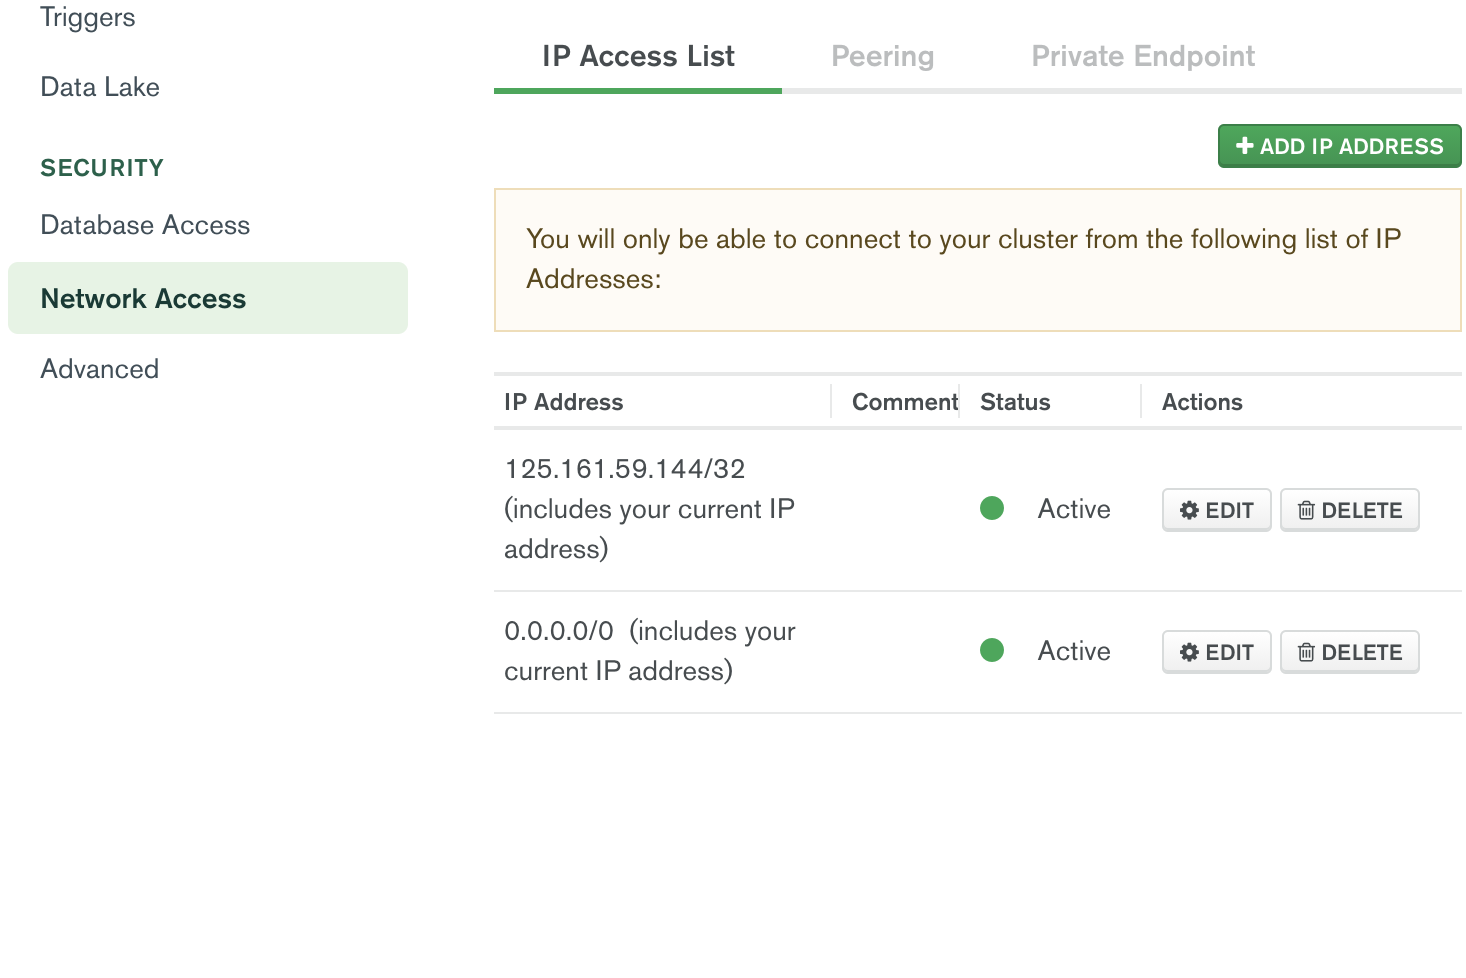 Triggers
Data Lake
SECURITY
Database Access
Network Access
Advanced
IP Access List Peering Private Endpoint
ADD IP ADDRESS
You will only be able to connect to your cluster from the following list of IP
Addresses:
IP Address Comment Status Actions
125.161.59.144/32
(includes your current IP
address)
Active EDIT DELETE
0.0.0.0/0 (includes your
current IP address)
Active EDIT DELETE